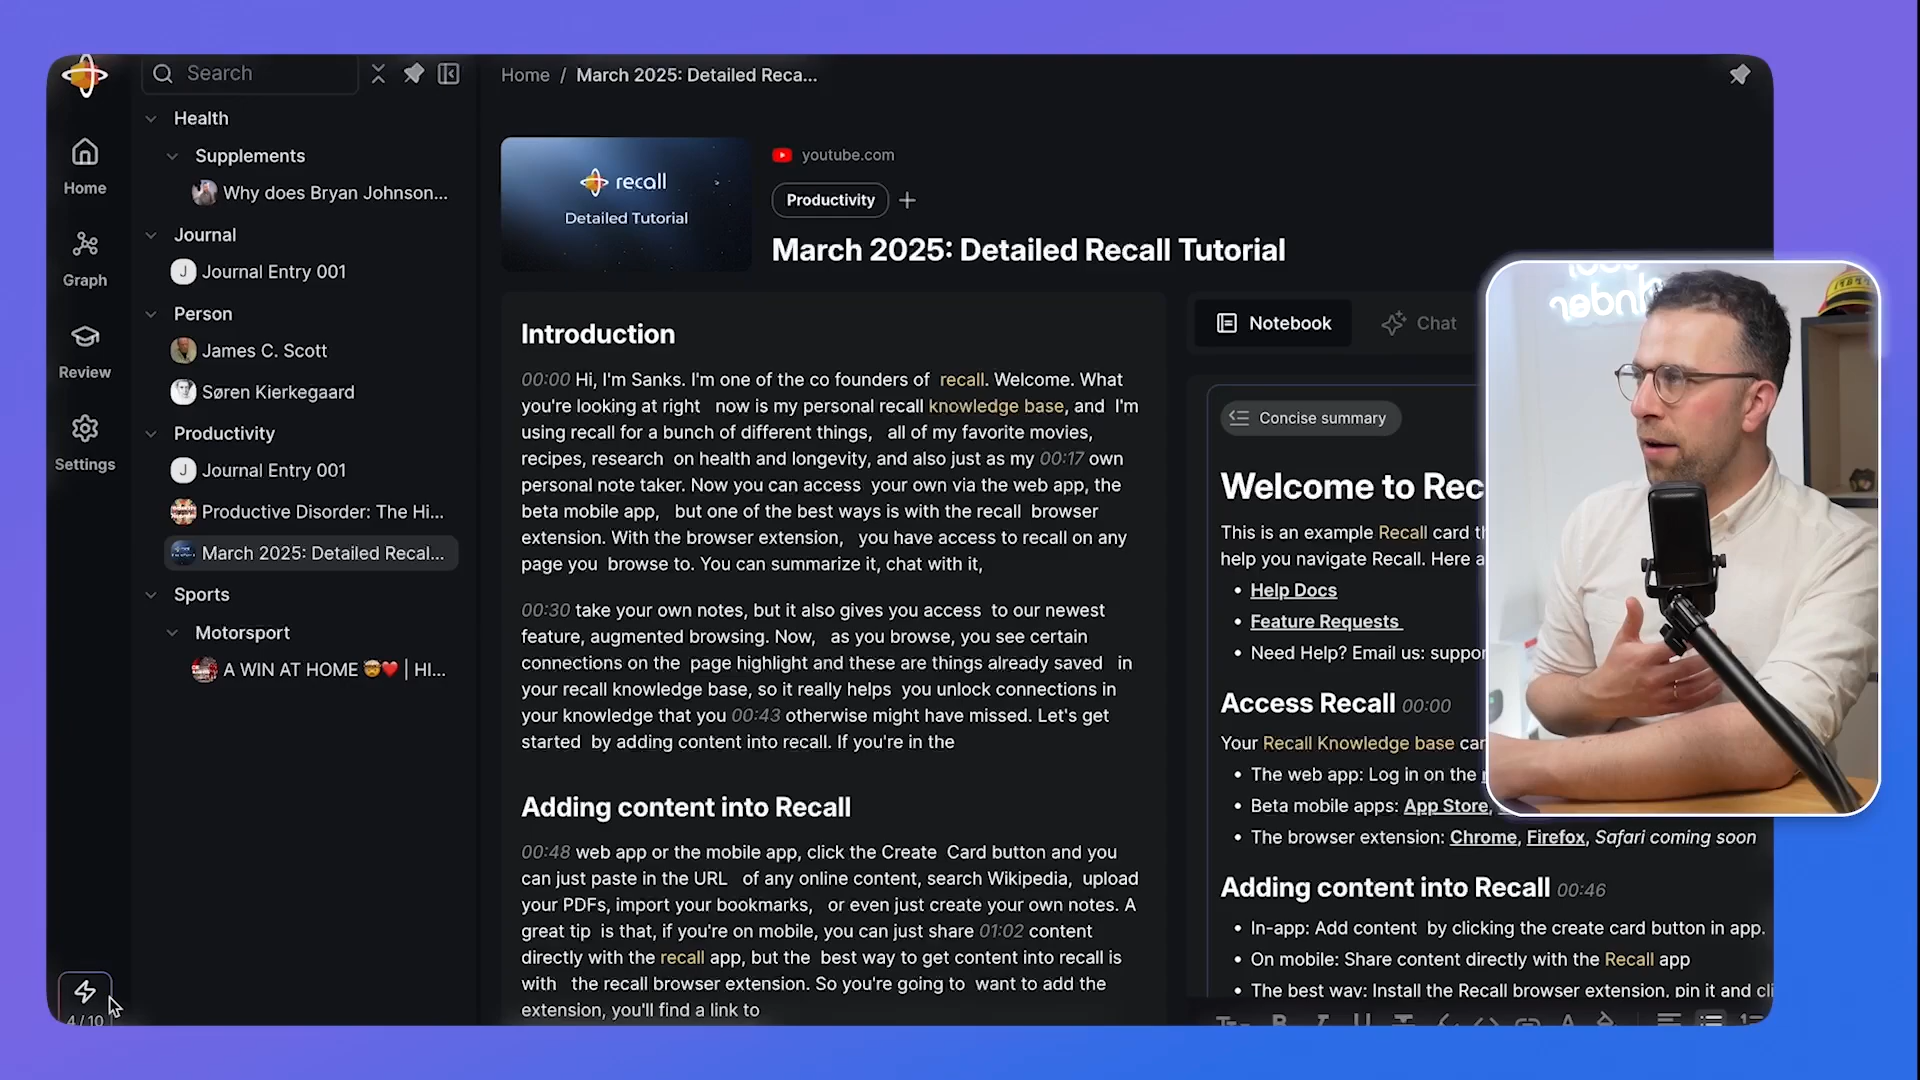 Search
Home / March 2025: Detailed Reca...
Home
Graph
Review
Settings
4 / 10
Health
Supplements
Why does Bryan Johnson...
Journal
J Journal Entry 001
Person
James C. Scott
Søren Kierkegaard
Productivity
J Journal Entry 001
Productive Disorder: The Hi...
March 2025: Detailed Recal...
Sports
Motorsport
A WIN AT HOME 🤯❤️ | HI...
recall
Detailed Tutorial
youtube.com
Productivity +
March 2025: Detailed Recall Tutorial
Introduction
00:00 Hi, I'm Sanks. I'm one of the co founders of recall. Welcome. What
you're looking at right now is my personal recall knowledge base, and I'm
using recall for a bunch of different things, all of my favorite movies,
recipes, research on health and longevity, and also just as my 00:17 own
personal note taker. Now you can access your own via the web app, the
beta mobile app, but one of the best ways is with the recall browser
extension. With the browser extension, you have access to recall on any
page you browse to. You can summarize it, chat with it,
00:30 take your own notes, but it also gives you access to our newest
feature, augmented browsing. Now, as you browse, you see certain
connections on the page highlight and these are things already saved in
your recall knowledge base, so it really helps you unlock connections in
your knowledge that you 00:43 otherwise might have missed. Let's get
started by adding content into recall. If you're in the
Adding content into Recall
00:48 web app or the mobile app, click the Create Card button and you
can just paste in the URL of any online content, search Wikipedia, upload
your PDFs, import your bookmarks, or even just create your own notes. A
great tip is that, if you're on mobile, you can just share 01:02 content
directly with the recall app, but the best way to get content into recall is
with the recall browser extension. So you're going to want to add the
extension, you'll find a link to
Notebook
Chat
Concise summary
Welcome to Rec
This is an example Recall card th
help you navigate Recall. Here a
• Help Docs
• Feature Requests
• Need Help? Email us: suppor
Access Recall 00:00
Your Recall Knowledge base can
• The web app: Log in on the
• Beta mobile apps: App Store,
• The browser extension: Chrome, Firefox, Safari coming soon
Adding content into Recall 00:46
• In-app: Add content by clicking the create card button in app.
• On mobile: Share content directly with the Recall app
• The best way: Install the Recall browser extension, pin it and cli